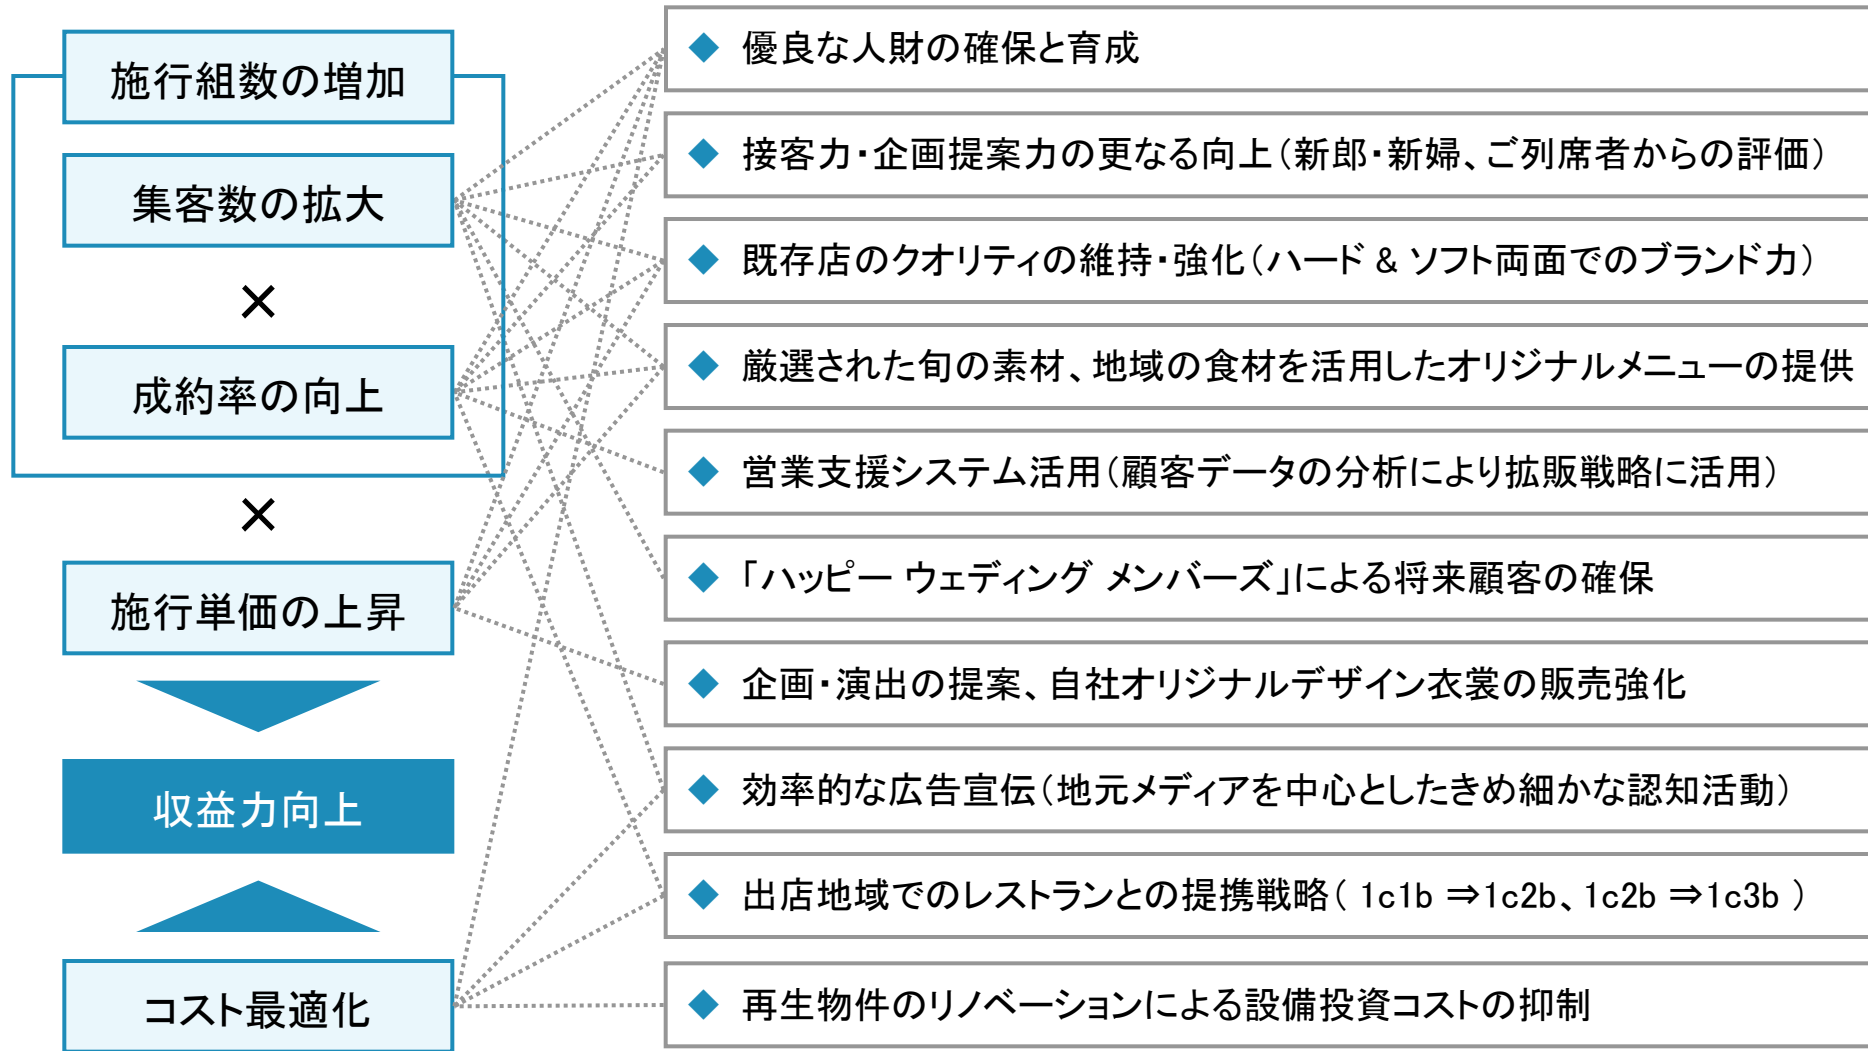 施行組数の増加
集客数の拡大
×
成約率の向上
×
施行単価の上昇
収益力向上
コスト最適化
◆ 優良な人財の確保と育成
◆ 接客力・企画提案力の更なる向上(新郎・新婦、ご列席者からの評価)
◆ 既存店のクオリティの維持・強化(ハード & ソフト両面でのブランド力)
◆ 厳選された旬の素材、地域の食材を活用したオリジナルメニューの提供
◆ 営業支援システム活用(顧客データの分析により拡販戦略に活用)
◆ 「ハッピー ウェディング メンバーズ」による将来顧客の確保
◆ 企画・演出の提案、自社オリジナルデザイン衣裳の販売強化
◆ 効率的な広告宣伝(地元メディアを中心としたきめ細かな認知活動)
◆ 出店地域でのレストランとの提携戦略( 1c1b ⇒1c2b、1c2b ⇒1c3b )
◆ 再生物件のリノベーションによる設備投資コストの抑制